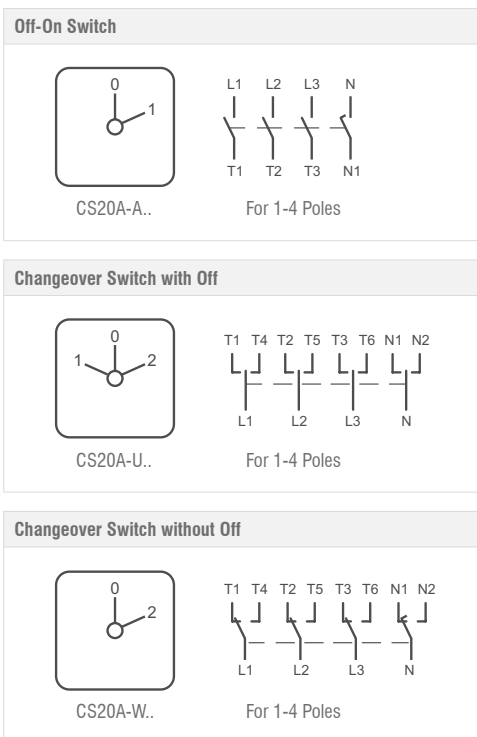 Off-On Switch
0
1
L1 L2 L3 N
T1 T2 T3 N1
CS20A-A..
For 1-4 Poles
Changeover Switch with Off
0
1 2
T1 T4 T2 T5 T3 T6 N1 N2
L1 L2 L3 N
CS20A-U..
For 1-4 Poles
Changeover Switch without Off
0
2
T1 T4 T2 T5 T3 T6 N1 N2
L1 L2 L3 N
CS20A-W..
For 1-4 Poles